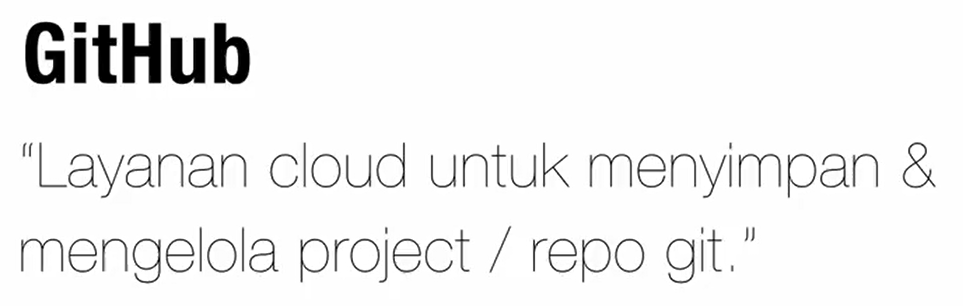 GitHub
“Layanan cloud untuk menyimpan &
mengelola project / repo git.”